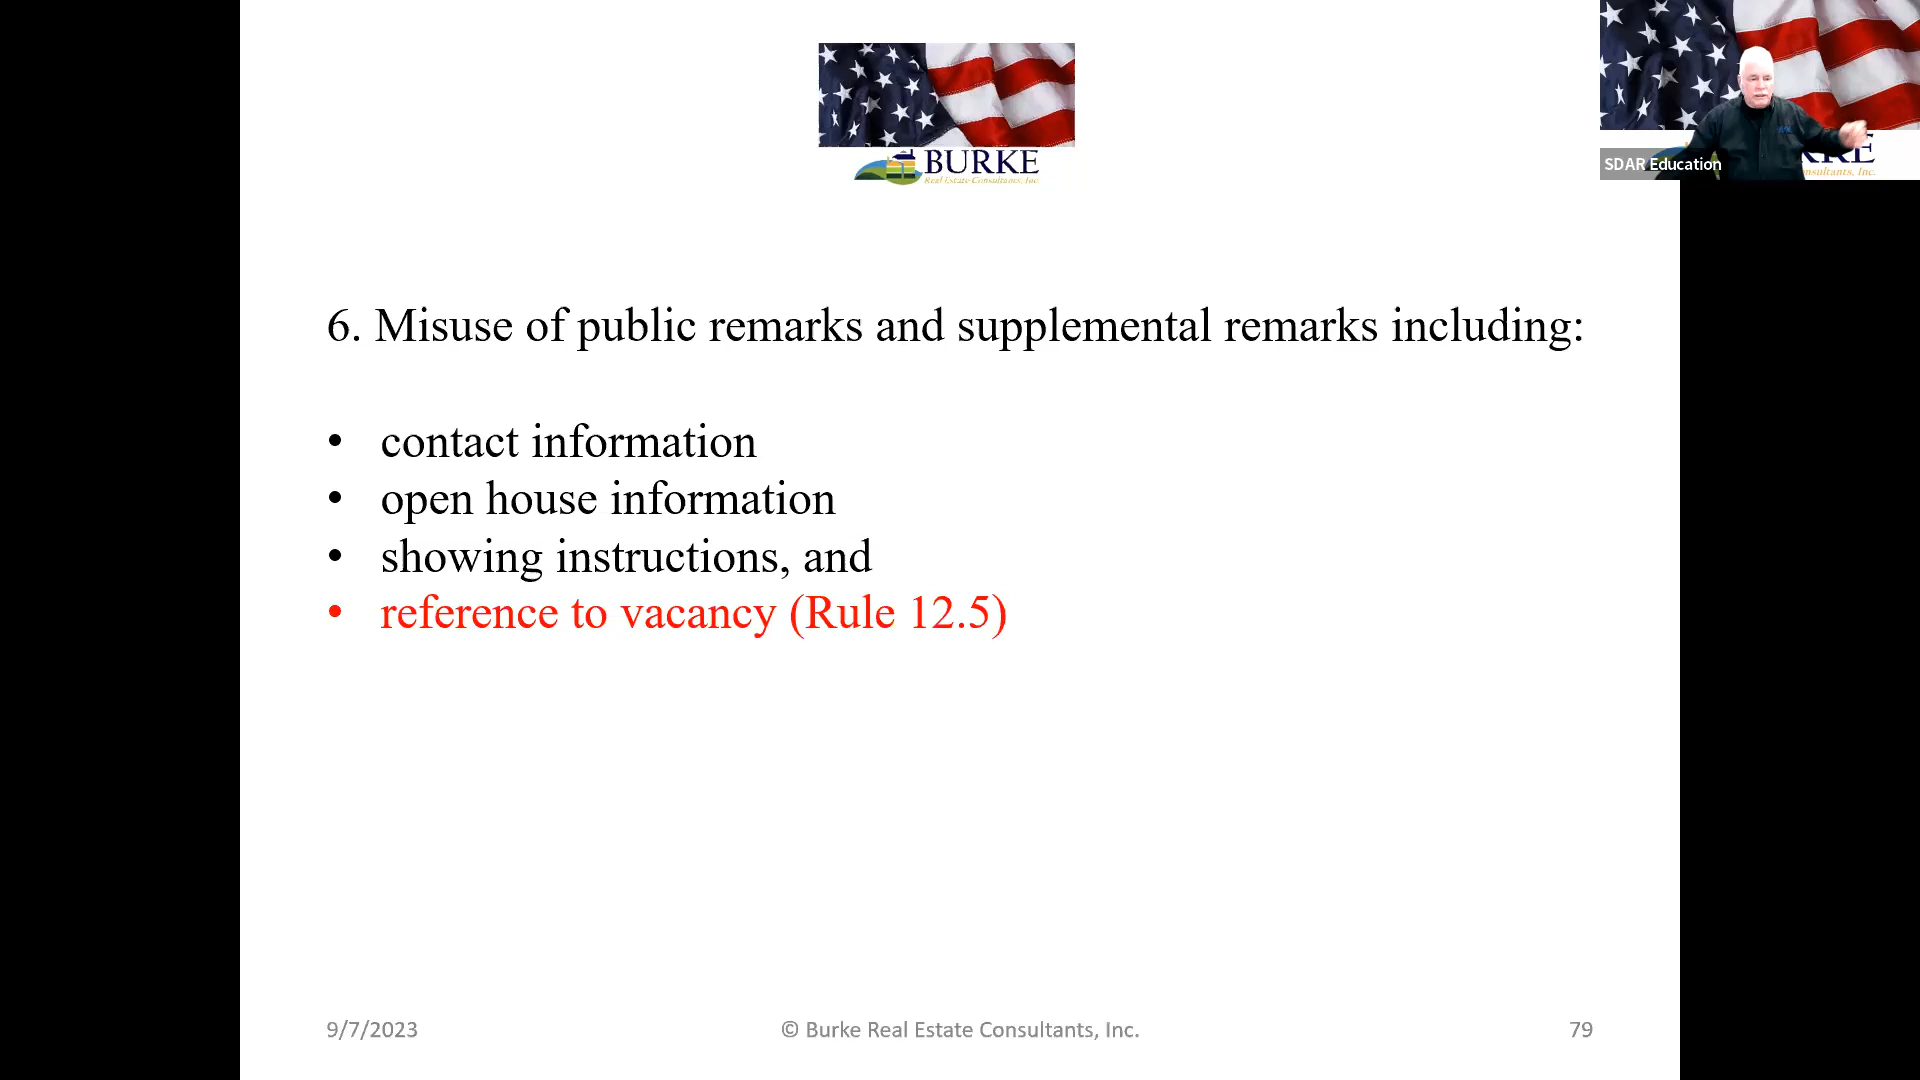 BURKE
Real Estate Consultants, Inc.
SDAR Education
6. Misuse of public remarks and supplemental remarks including:
• contact information
• open house information
• showing instructions, and
• reference to vacancy (Rule 12.5)
9/7/2023
© Burke Real Estate Consultants, Inc.
79